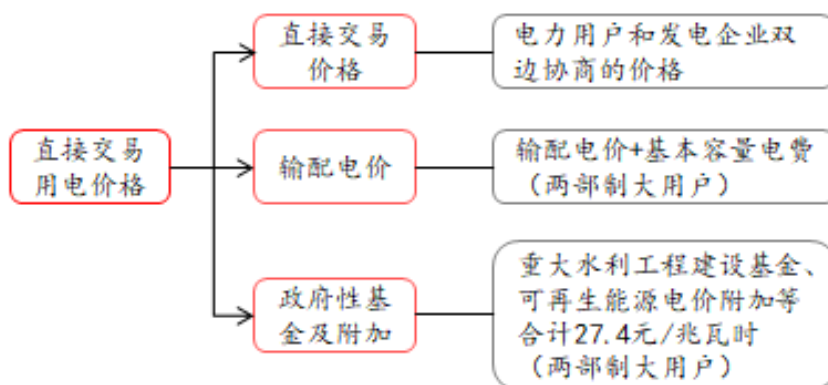 直接交易
用电价格
直接交易
价格
电力用户和发电企业双
边协商的价格
输配电价
输配电价+基本容量电费
（两部制大用户）
政府性基
金及附加
重大水利工程建设基金、
可再生能源电价附加等
合计27.4元/兆瓦时
（两部制大用户）